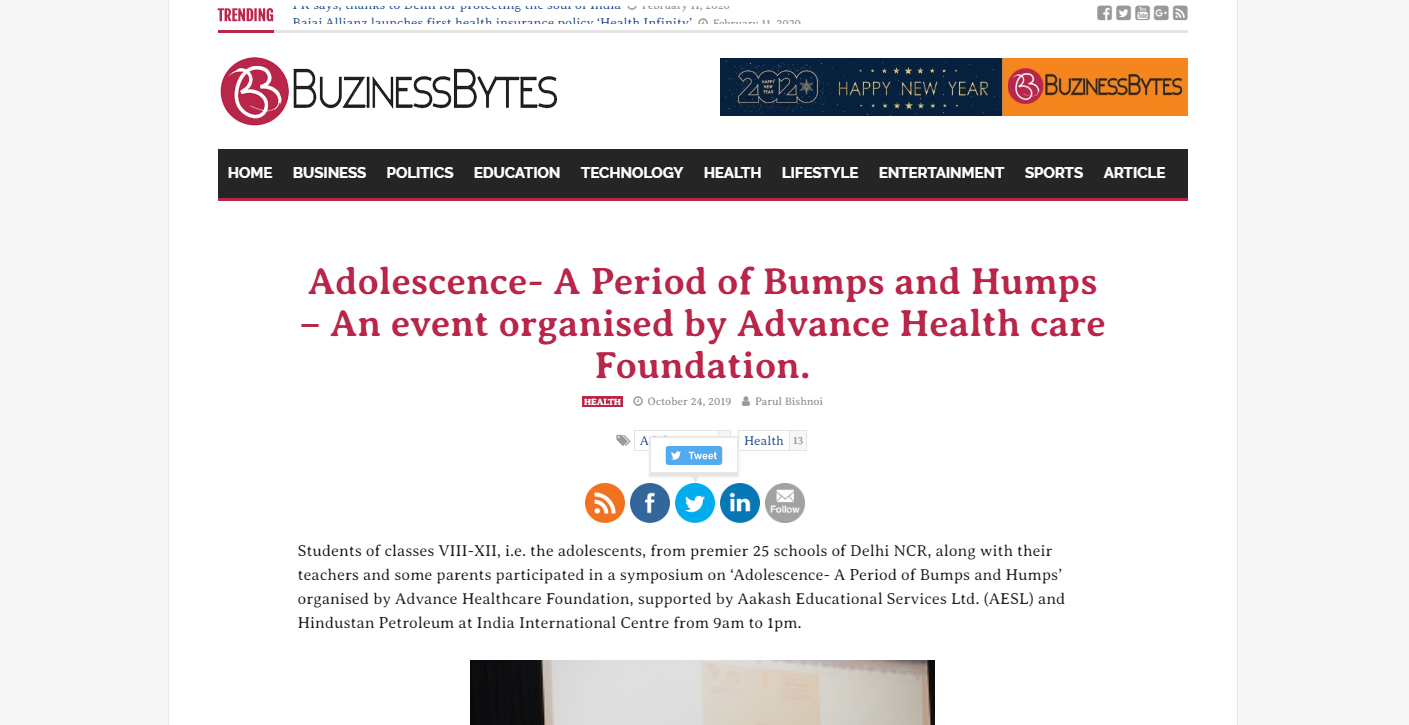 TRENDING
PK says, thanks to Delhi for protecting the soul of India February 11, 2020
Bajaj Allianz launches first health insurance policy ‘Health Infinity’ February 11, 2020
BUZINESSBYTES
HAPPY 2020 NEW YEAR
HAPPY NEW YEAR
BUZINESSBYTES
HOME BUSINESS POLITICS EDUCATION TECHNOLOGY HEALTH LIFESTYLE ENTERTAINMENT SPORTS ARTICLE
Adolescence- A Period of Bumps and Humps
– An event organised by Advance Health care
Foundation.
HEALTH October 24, 2019 Parul Bishnoi
Health 13
Tweet
Follow
Students of classes VIII-XII, i.e. the adolescents, from premier 25 schools of Delhi NCR, along with their
teachers and some parents participated in a symposium on ‘Adolescence- A Period of Bumps and Humps’
organised by Advance Healthcare Foundation, supported by Aakash Educational Services Ltd. (AESL) and
Hindustan Petroleum at India International Centre from 9am to 1pm.